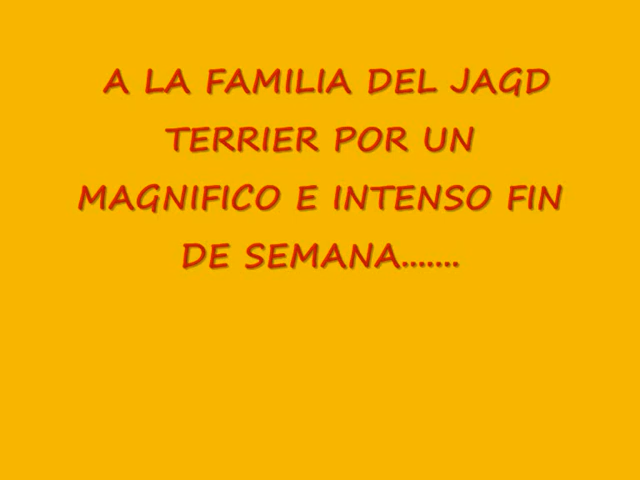 A LA FAMILIA DEL JAGD
TERRIER POR UN
MAGNIFICO E INTENSO FIN
DE SEMANA.......